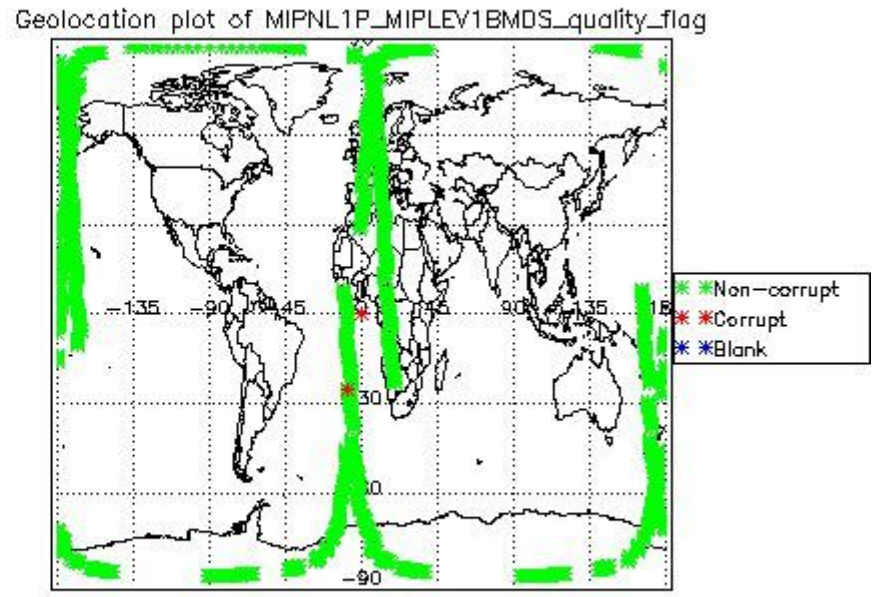 Geolocation plot of MIPNL1P_MIPLEV1BMDS_quality_flag
-135 -90 -45 45 90 135
30
-90
Non-corrupt
Corrupt
Blank